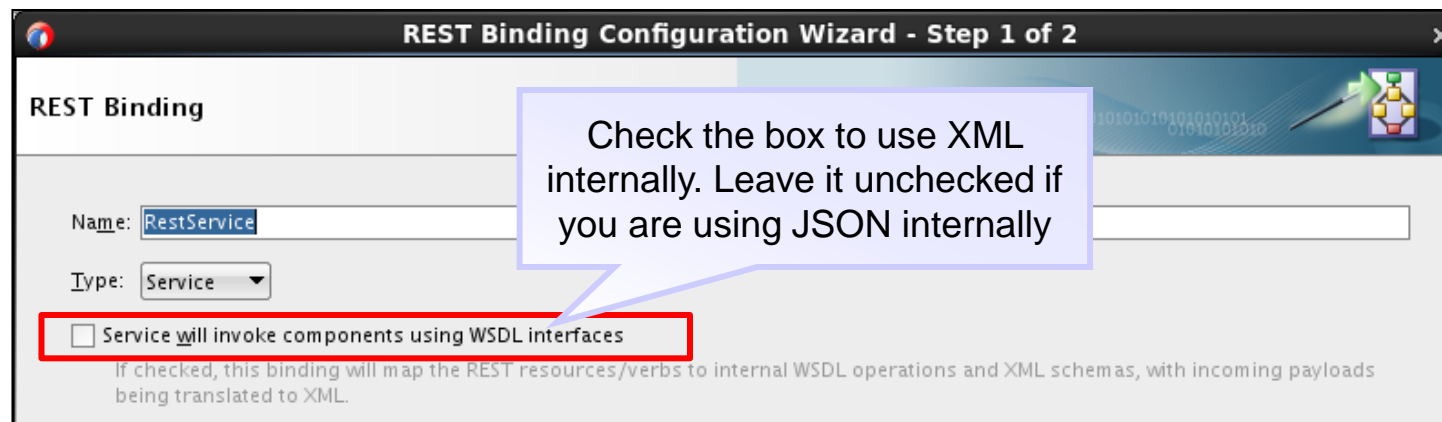 REST Binding Configuration Wizard - Step 1 of 2
REST Binding
Check the box to use XML
internally. Leave it unchecked if
you are using JSON internally
Name: RestService
Type: Service
Service will invoke components using WSDL interfaces
If checked, this binding will map the REST resources/verbs to internal WSDL operations and XML schemas, with incoming payloads
being translated to XML.